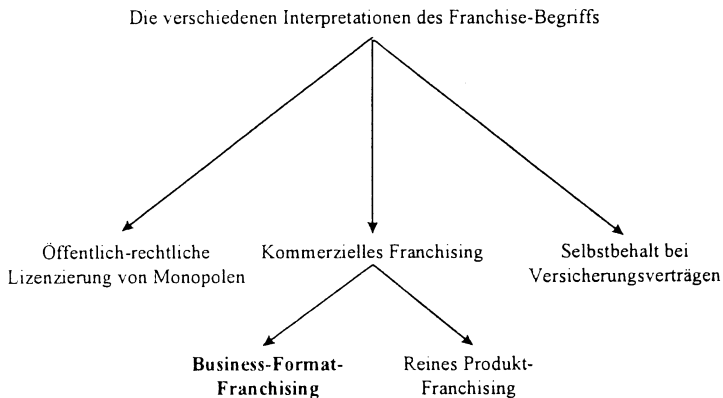 Die verschiedenen Interpretationen des Franchise-Begriffs
Öffentlich-rechtliche
Lizenzierung von Monopolen
Kommerzielles Franchising
Selbstbehalt bei
Versicherungsverträgen
Business-Format-
Franchising
Reines Produkt-
Franchising